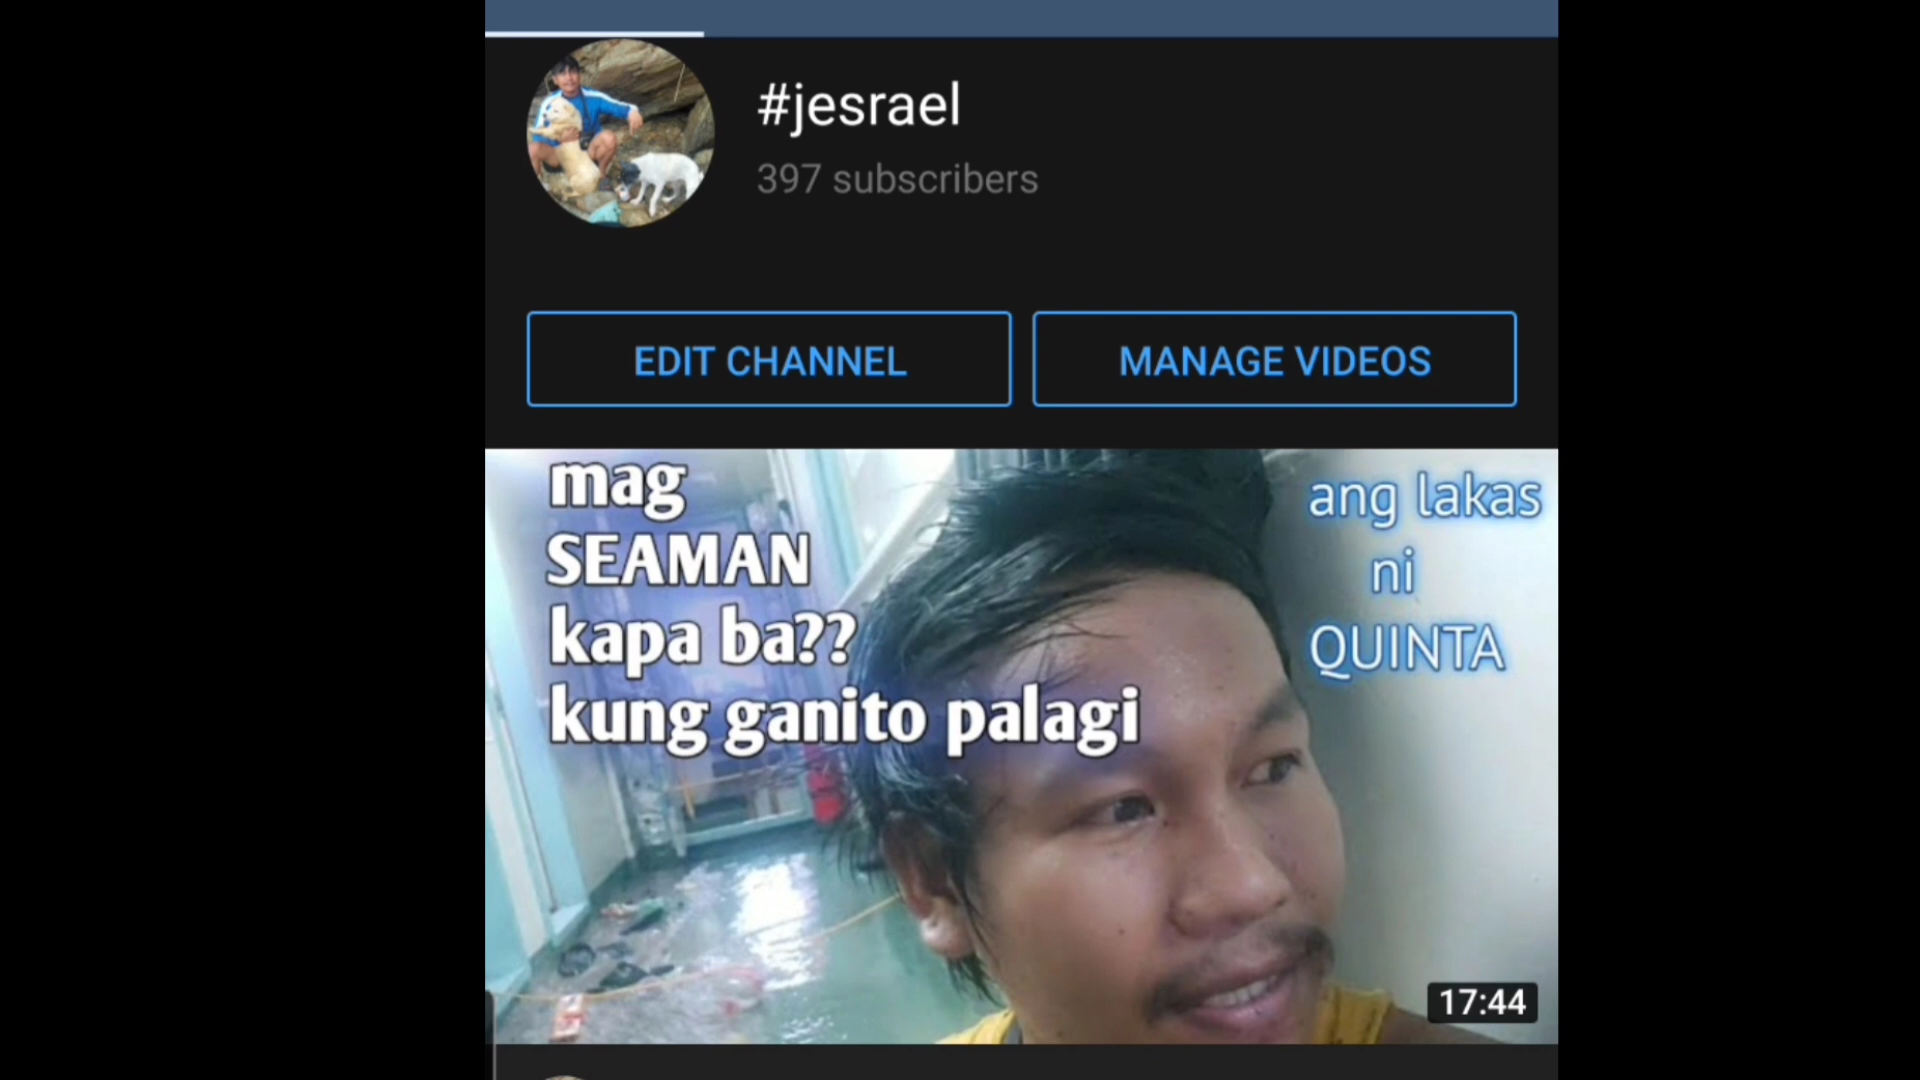 #jesrael
397 subscribers
EDIT CHANNEL
MANAGE VIDEOS
mag
SEAMAN
kapa ba??
kung ganito palagi
ang lakas
ni
QUINTA
17:44